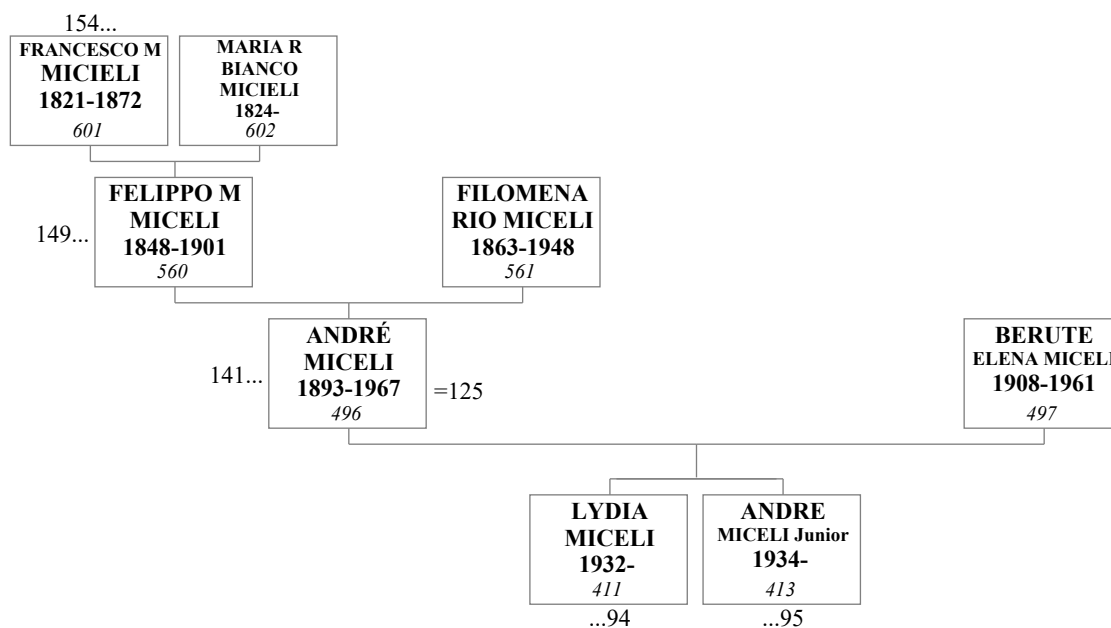 154...
FRANCESCO M
MICIELI
1821-1872
601
MARIA R
BIANCO
MICIELI
1824-
602
149...
FELIPPO M
MICELI
1848-1901
560
FILOMENA
RIO MICELI
1863-1948
561
141...
ANDRÉ
MICELI
1893-1967
496
=125
BERUTE
ELENA MICELI
1908-1961
497
LYDIA
MICELI
1932-
411
...94
ANDRE
MICELI Junior
1934-
413
...95